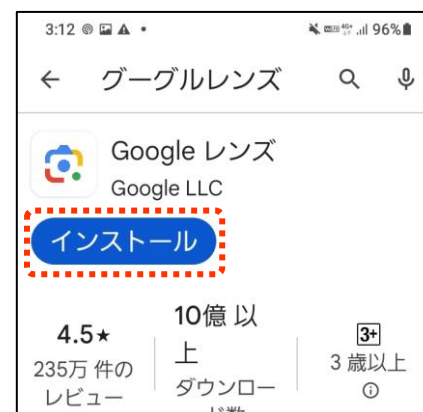 3:12 96%
グーグルレンズ
Google レンズ
Google LLC
インストール
4.5★
235万 件の
レビュー
10億 以
上
ダウンロー
3+
3 歳以上